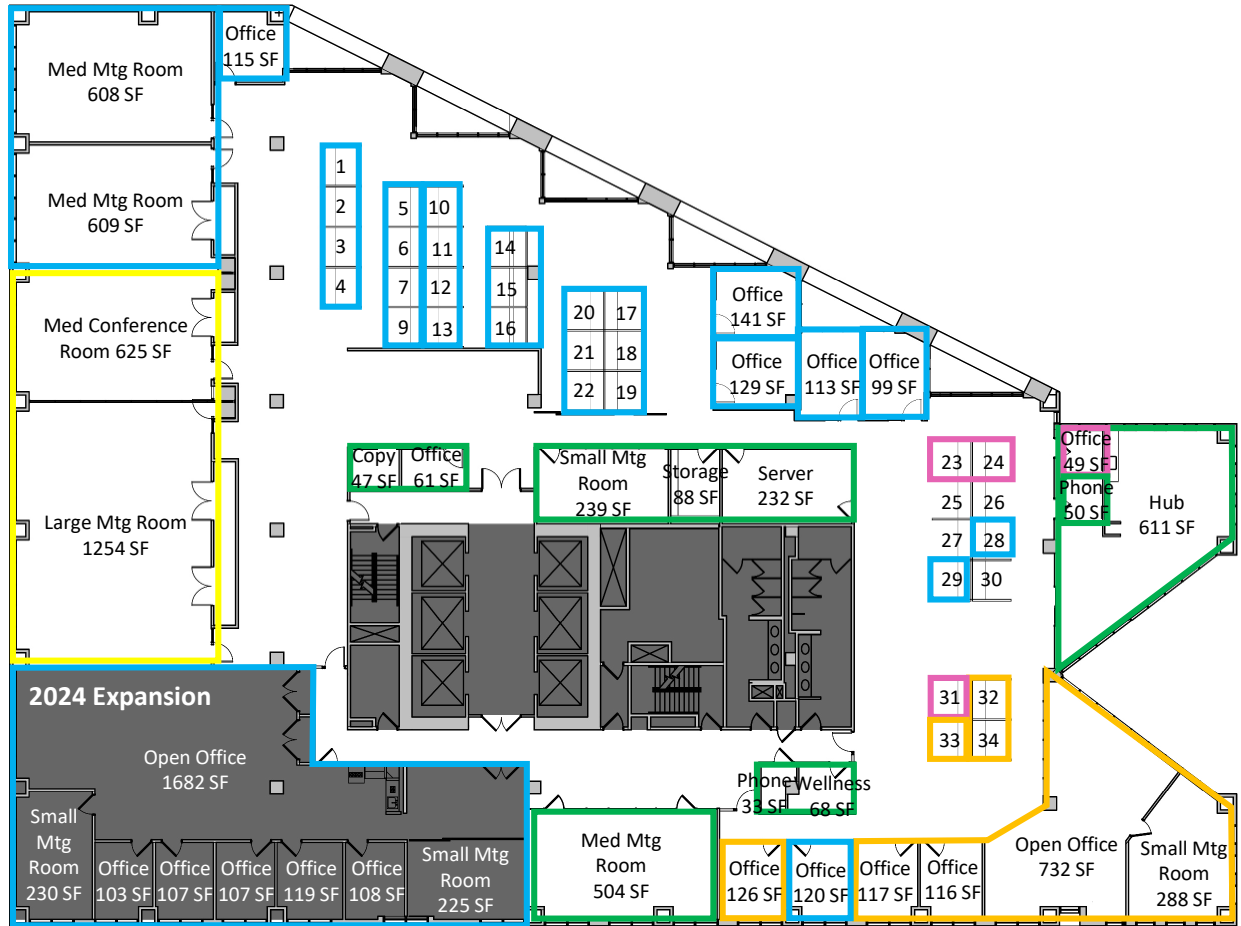 Office
115 SF
Med Mtg Room
608 SF
Med Mtg Room
609 SF
1
2
3
4
5
6
7
9
10
11
12
13
14
15
16
20
21
22
17
18
19
Office
141 SF
Office
129 SF
Office
113 SF
Office
99 SF
Med Conference
Room 625 SF
Large Mtg Room
1254 SF
Copy
47 SF
Office
61 SF
Small Mtg
Room
239 SF
Storage
88 SF
Server
232 SF
23
24
25
26
27
28
29
30
Office
49 SF
Phone
50 SF
Hub
611 SF
31
32
33
34
2024 Expansion
Open Office
1682 SF
Small
Mtg
Room
230 SF
Office
103 SF
Office
107 SF
Office
107 SF
Office
119 SF
Office
108 SF
Small Mtg
Room
225 SF
Phone
33 SF
Wellness
68 SF
Med Mtg
Room
504 SF
Office
126 SF
Office
120 SF
Office
117 SF
Office
116 SF
Open Office
732 SF
Small Mtg
Room
288 SF